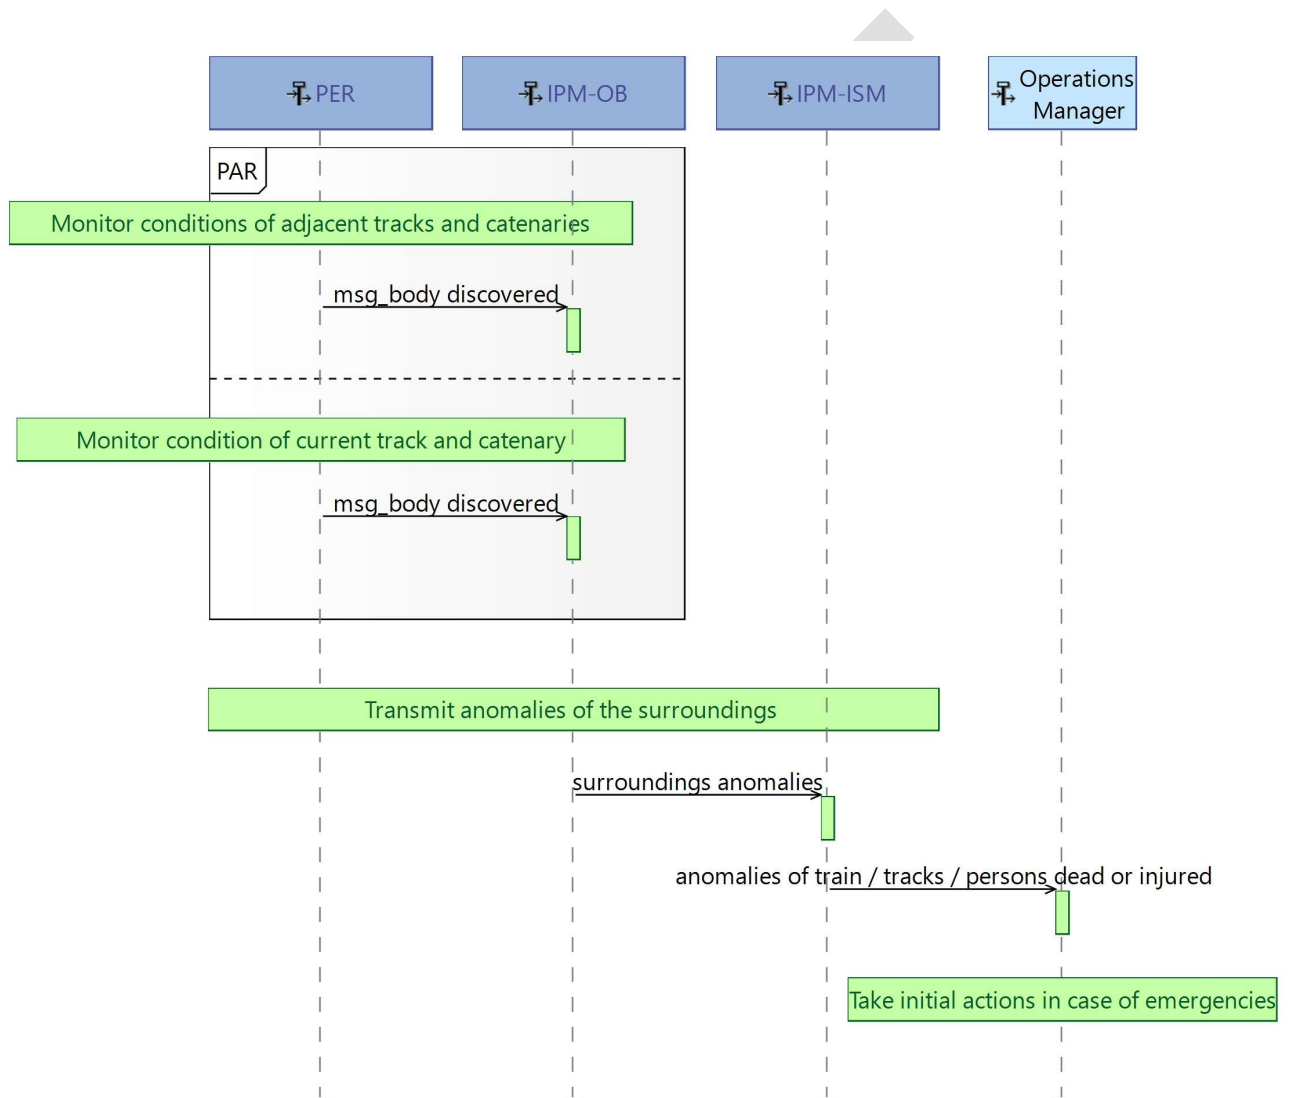 PER
IPM-OB
IPM-ISM
Operations
Manager
PAR
Monitor conditions of adjacent tracks and catenaries
msg_body discovered
Monitor condition of current track and catenary
msg_body discovered
Transmit anomalies of the surroundings
surroundings anomalies
anomalies of train / tracks / persons dead or injured
Take initial actions in case of emergencies